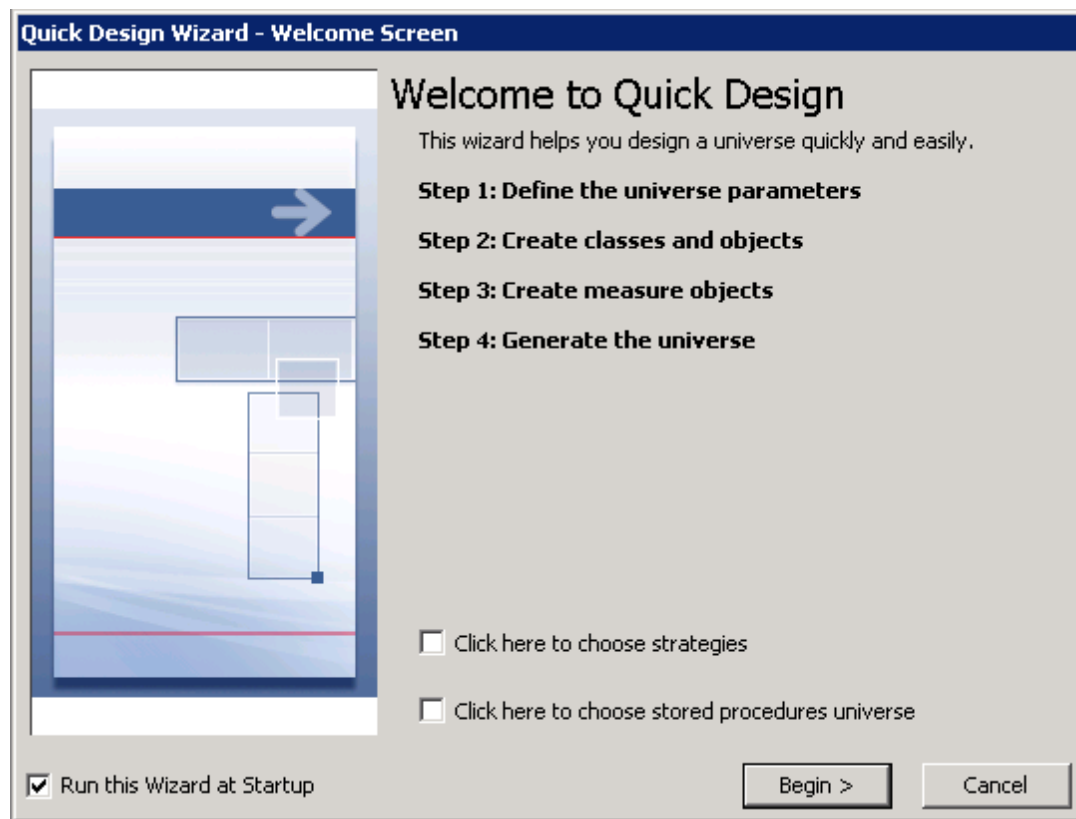 Quick Design Wizard - Welcome Screen
Welcome to Quick Design
This wizard helps you design a universe quickly and easily.
Step 1: Define the universe parameters
Step 2: Create classes and objects
Step 3: Create measure objects
Step 4: Generate the universe
Click here to choose strategies
Click here to choose stored procedures universe
Run this Wizard at Startup
Begin >
Cancel